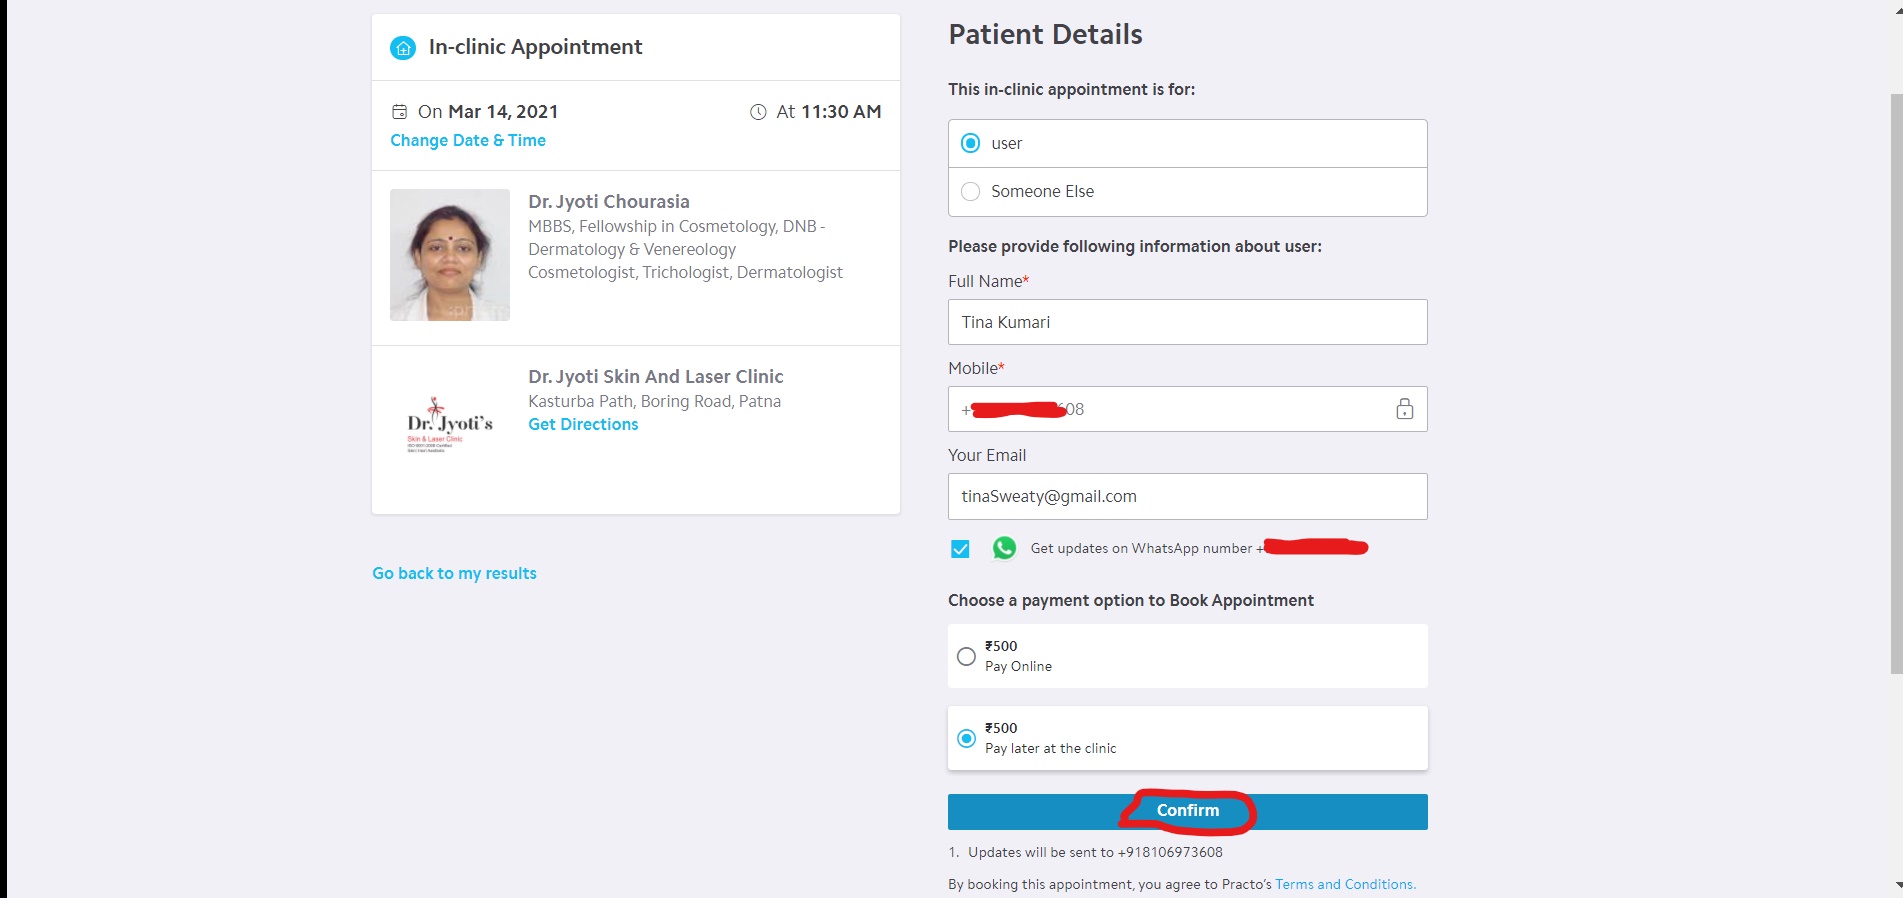 In-clinic Appointment
On Mar 14, 2021
At 11:30 AM
Change Date & Time
Dr. Jyoti Chourasia
MBBS, Fellowship in Cosmetology, DNB -
Dermatology & Venereology
Cosmetologist, Trichologist, Dermatologist
Dr. Jyoti's
Skin & Laser Clinic
Dr. Jyoti Skin And Laser Clinic
Kasturba Path, Boring Road, Patna
Get Directions
Go back to my results
Patient Details
This in-clinic appointment is for:
user
Someone Else
Please provide following information about user:
Full Name*
Tina Kumari
Mobile*
+ 08
Your Email
tinaSweaty@gmail.com
Get updates on WhatsApp number +
Choose a payment option to Book Appointment
₹500
Pay Online
₹500
Pay later at the clinic
Confirm
1. Updates will be sent to +918106973608
By booking this appointment, you agree to Practo's Terms and Conditions.